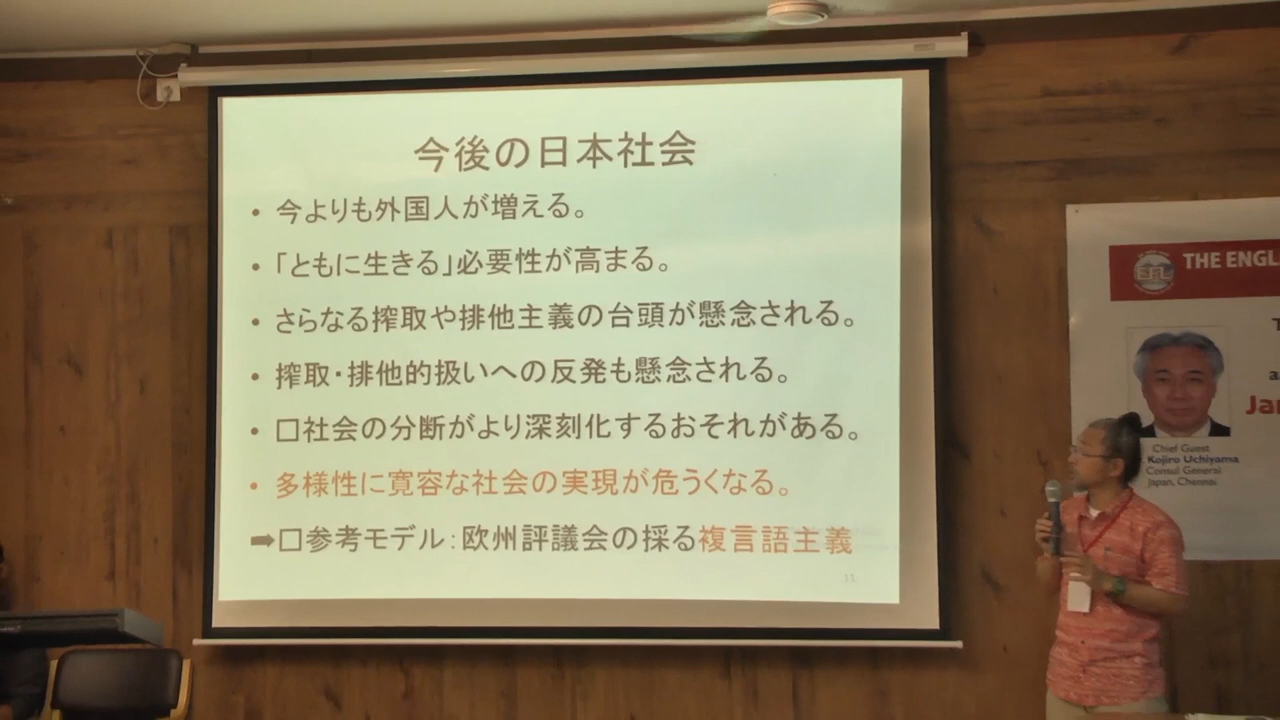 今後の日本社会
• 今よりも外国人が増える。
• 「ともに生きる」必要性が高まる。
• さらなる搾取や排他主義の台頭が懸念される。
• 搾取・排他的扱いへの反発も懸念される。
• □社会の分断がより深刻化するおそれがある。
• 多様性に寛容な社会の実現が危うくなる。
➡□参考モデル:欧州評議会の採る複言語主義
11
THE ENGL
Chief Guest
Kojiro Uchiyama
Consul General
Japan, Chennai